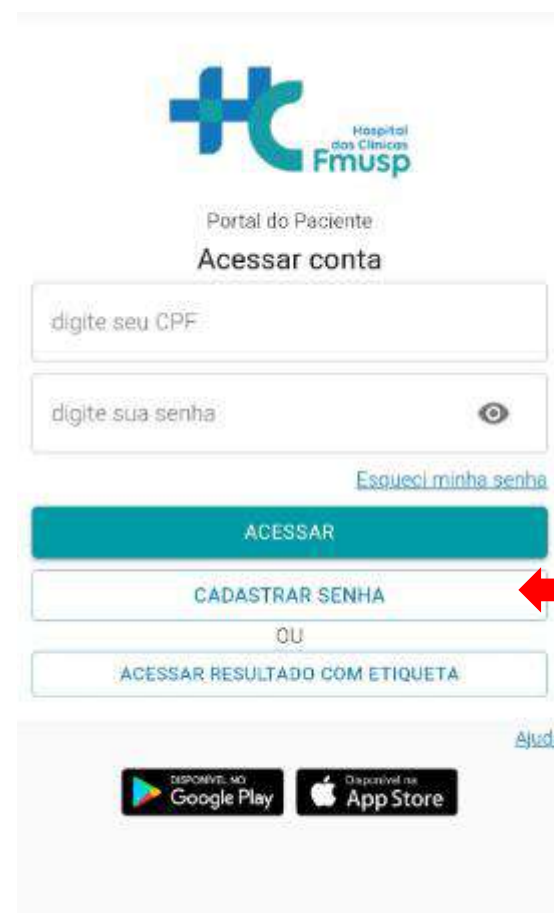 Hospital
das Clínicas
Fmusp
Portal do Paciente
Acessar conta
digite seu CPF
digite sua senha
Esqueci minha senha
ACESSAR
CADASTRAR SENHA
OU
ACESSAR RESULTADO COM ETIQUETA
Ajud
DISPONÍVEL NO
Google Play
Disponível na
App Store